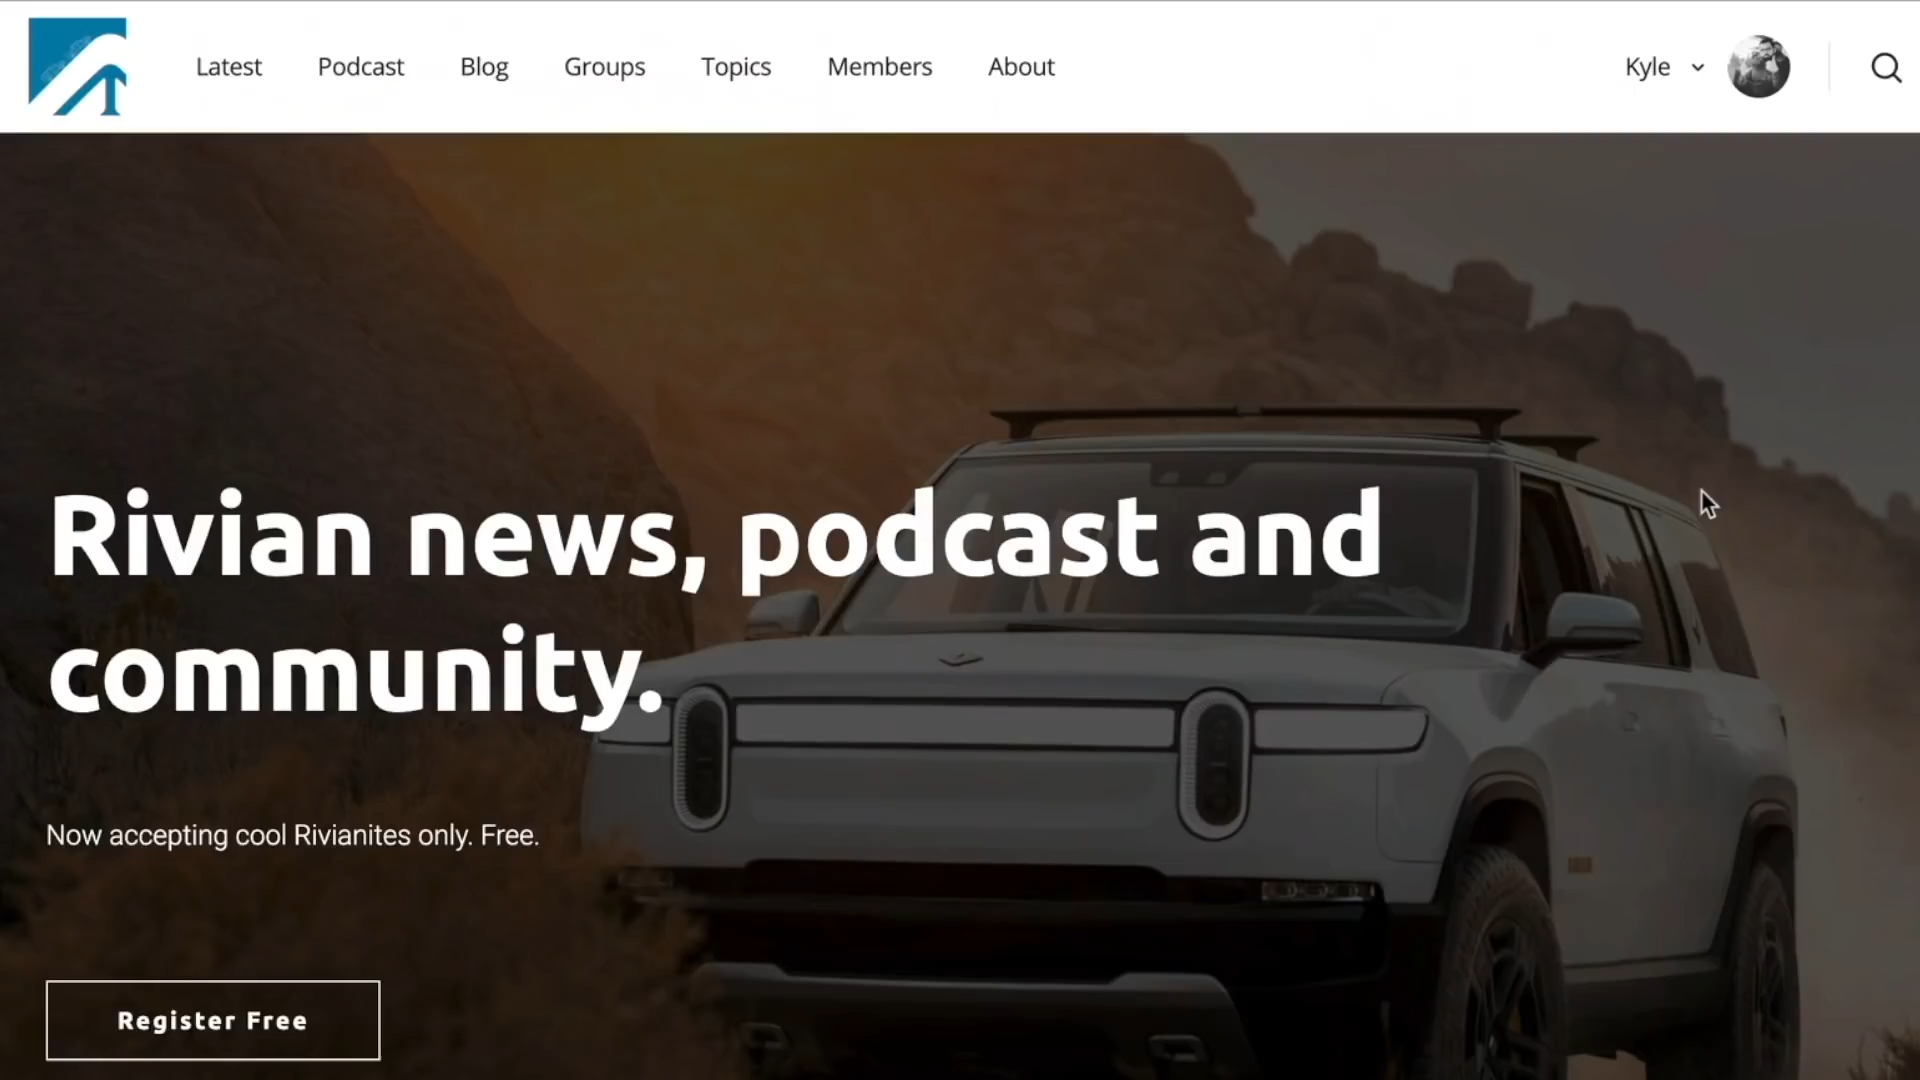 Latest Podcast Blog Groups Topics Members About Kyle
Rivian news, podcast and
community.
Now accepting cool Rivianites only. Free.
Register Free